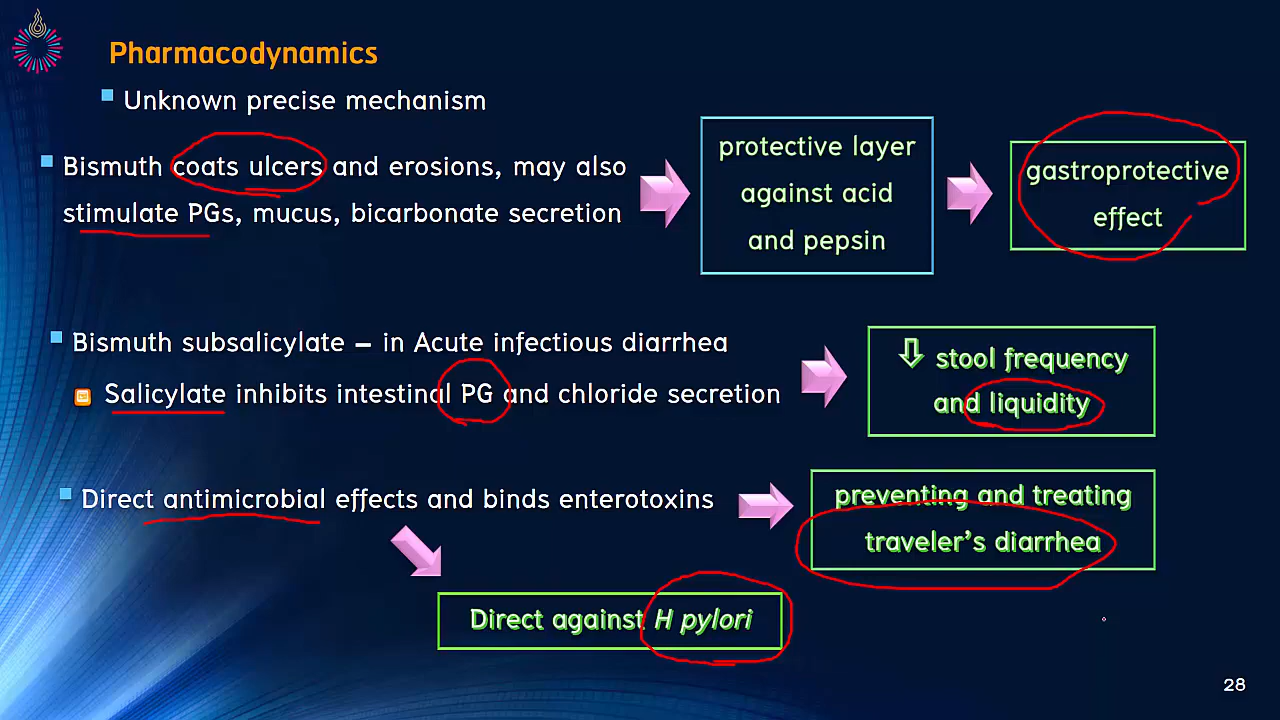 Pharmacodynamics
Unknown precise mechanism
Bismuth coats ulcers and erosions, may also
stimulate PGs, mucus, bicarbonate secretion
protective layer
against acid
and pepsin
gastroprotective
effect
Bismuth subsalicylate – in Acute infectious diarrhea
Salicylate inhibits intestinal PG and chloride secretion
stool frequency
and liquidity
Direct antimicrobial effects and binds enterotoxins
preventing and treating
traveler's diarrhea
Direct against H pylori
28